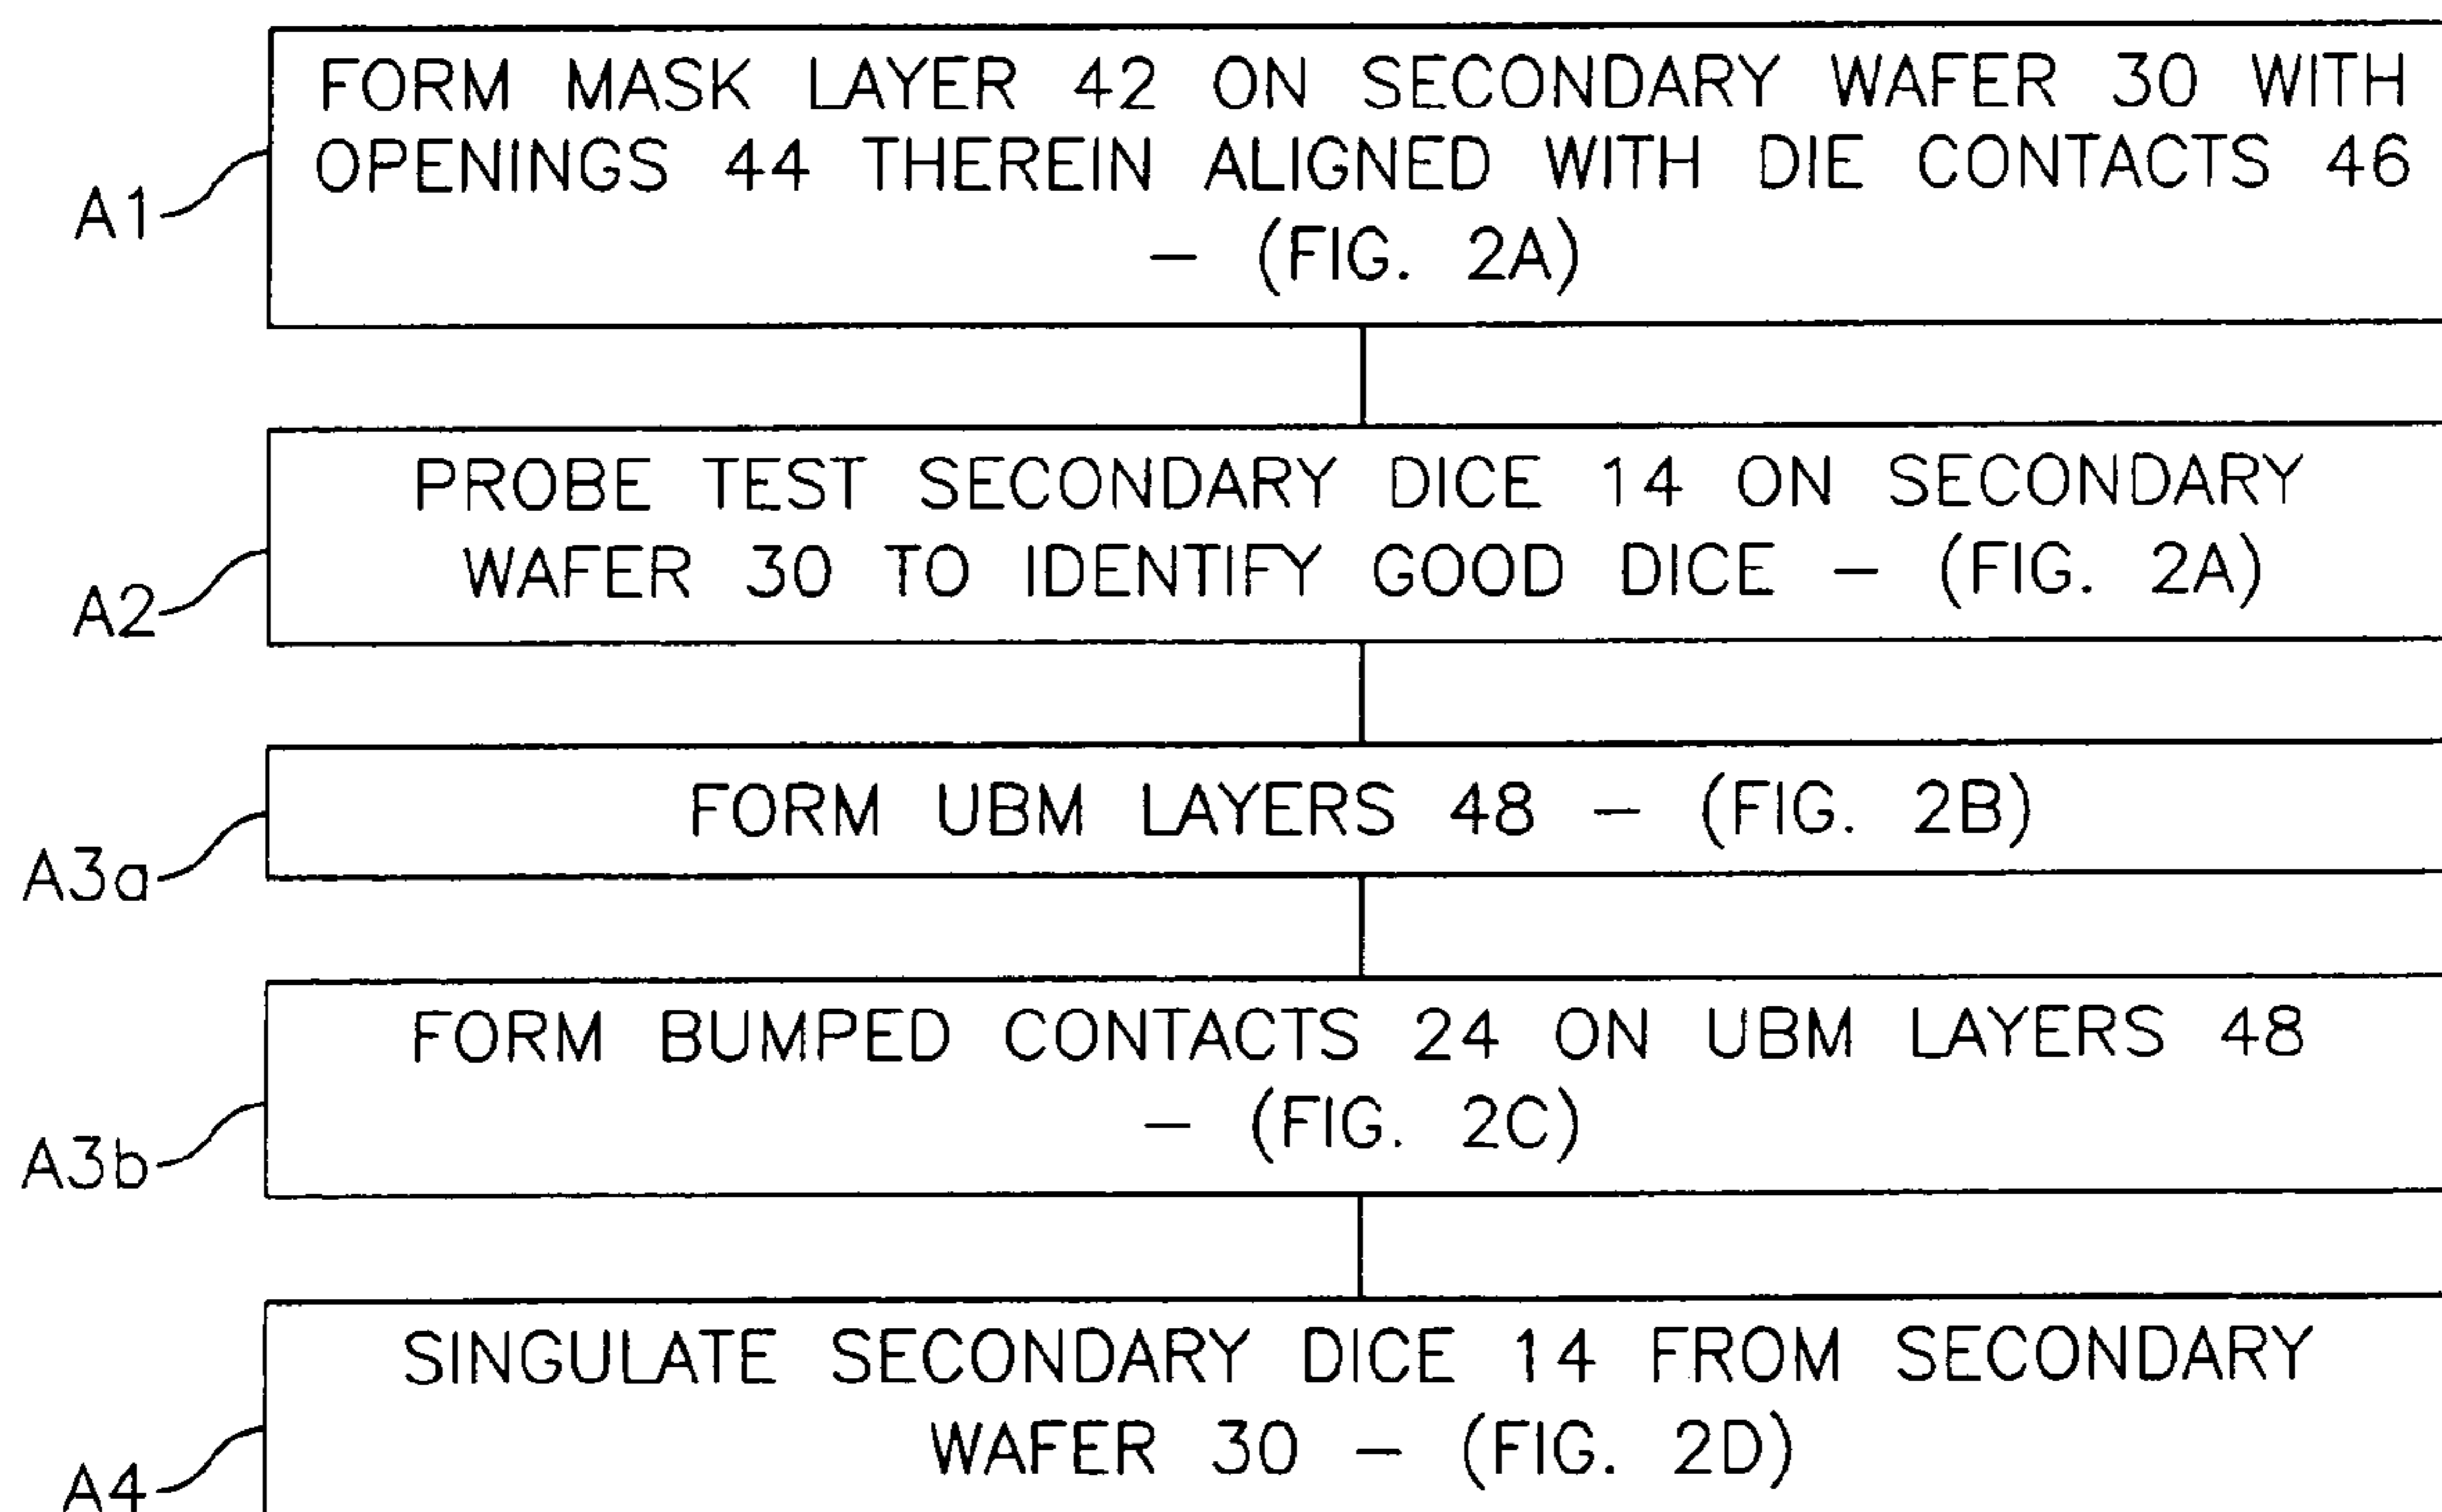 FORM MASK LAYER 42 ON SECONDARY WAFER 30 WITH
OPENINGS 44 THEREIN ALIGNED WITH DIE CONTACTS 46
— (FIG. 2A)
A1
PROBE TEST SECONDARY DICE 14 ON SECONDARY
WAFER 30 TO IDENTIFY GOOD DICE — (FIG. 2A)
A2
FORM UBM LAYERS 48 — (FIG. 2B)
A3a
FORM BUMPED CONTACTS 24 ON UBM LAYERS 48
— (FIG. 2C)
A3b
SINGULATE SECONDARY DICE 14 FROM SECONDARY
WAFER 30 — (FIG. 2D)
A4